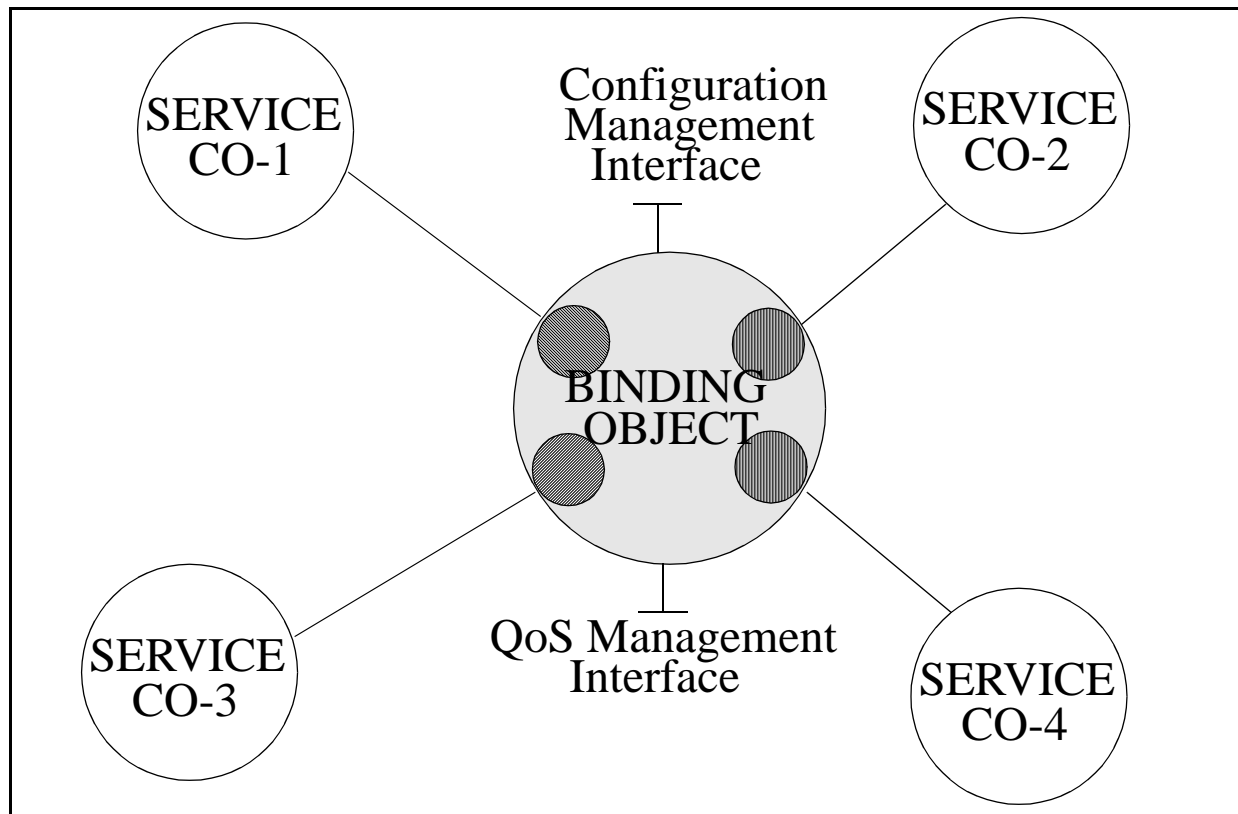 SERVICE
CO-1
Configuration
Management
Interface
SERVICE
CO-2
BINDING
OBJECT
QoS Management
Interface
SERVICE
CO-3
SERVICE
CO-4